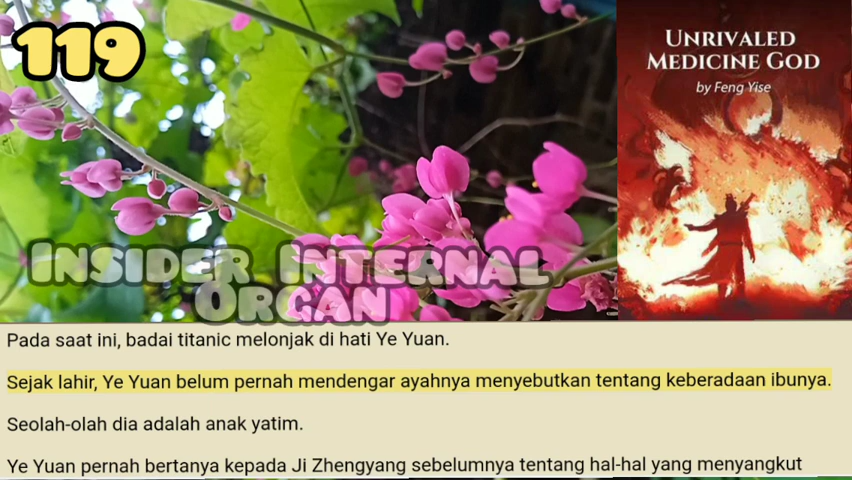 119
UNRIVALED
MEDICINE GOD
by Feng Yise
INSIDER INTERNAL
ORGAN
Pada saat ini, badai titanic melonjak di hati Ye Yuan.
Sejak lahir, Ye Yuan belum pernah mendengar ayahnya menyebutkan tentang keberadaan ibunya.
Seolah-olah dia adalah anak yatim.
Ye Yuan pernah bertanya kepada Ji Zhengyang sebelumnya tentang hal-hal yang menyangkut